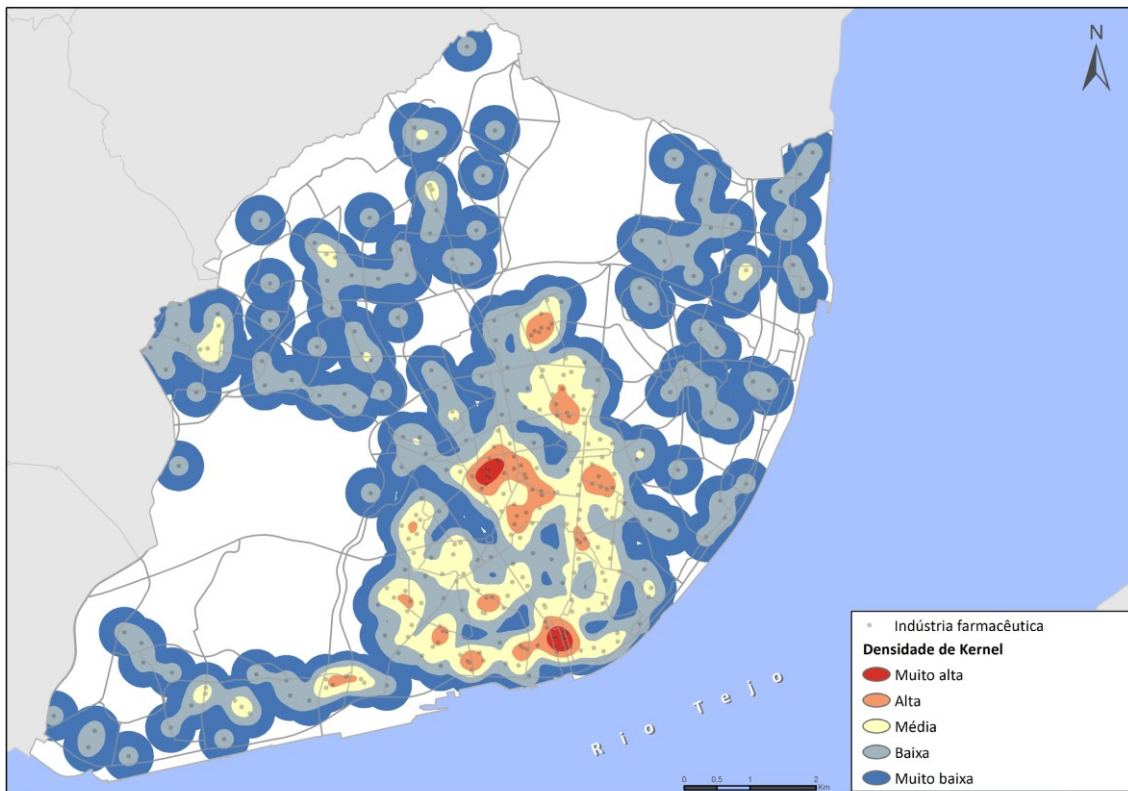 N
Indústria farmacêutica
Densidade de Kernel
Muito alta
Alta
Média
Baixa
Muito baixa
Rio Tejo
0 0,5 1 2
Km